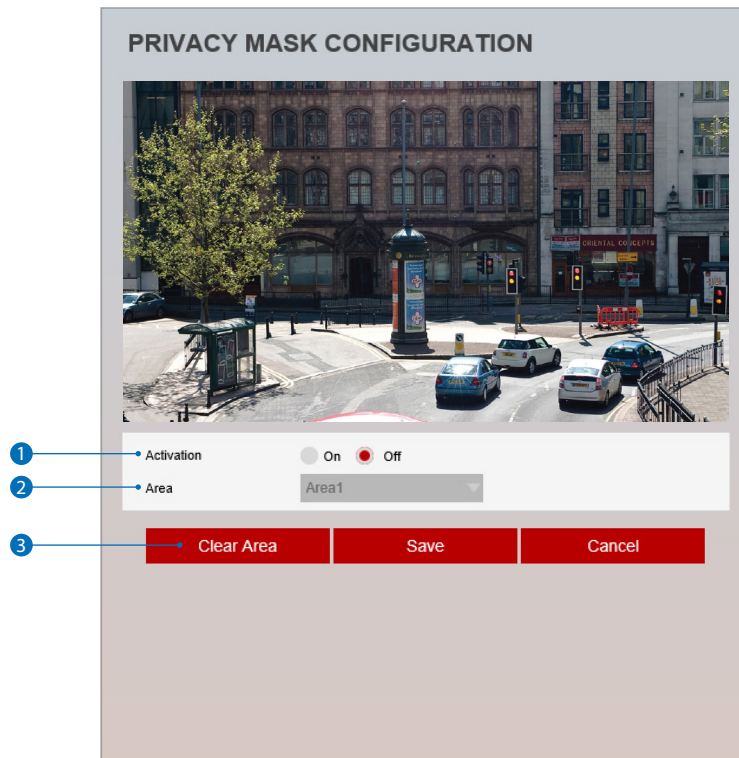 PRIVACY MASK CONFIGURATION
ORIENTAL CONCEPTS
1 Activation On Off
2 Area Area1
3 Clear Area Save Cancel